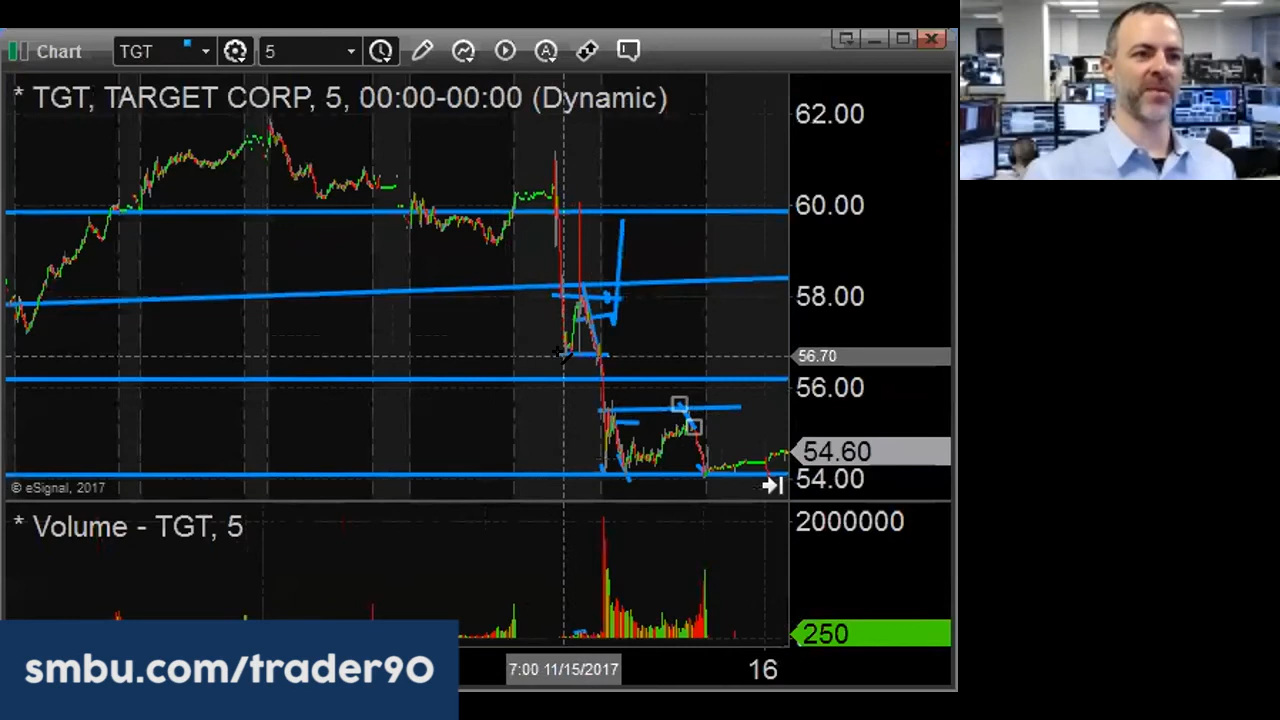 Chart
TGT
5
A
* TGT, TARGET CORP, 5, 00:00-00:00 (Dynamic)
62.00
60.00
58.00
56.70
56.00
54.60
54.00
© eSignal, 2017
* Volume - TGT, 5
2000000
250
7:00 11/15/2017
16
smbu.com/trader90